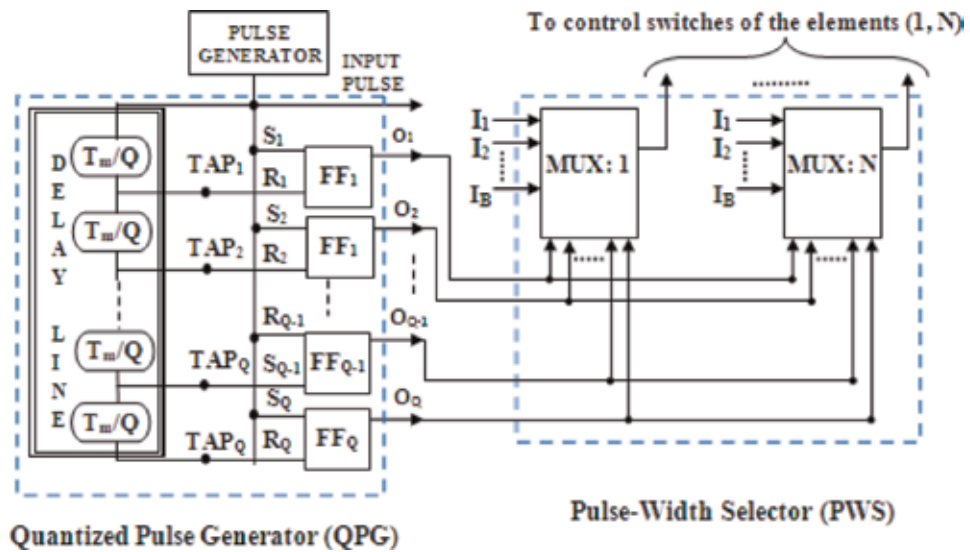 PULSE
GENERATOR
INPUT
PULSE
To control switches of the elements (1, N)
DELAY LINE
Tm/Q
Tm/Q
Tm/Q
Tm/Q
TAP1
TAP2
TAPQ
TAPQ
S1
R1
S2
R2
RQ-1
SQ-1
SQ
RQ
FF1
FF1
FFQ-1
FFQ
O1
O2
OQ-1
OQ
I1
I2
IB
MUX: 1
I1
I2
IB
MUX: N
Quantized Pulse Generator (QPG)
Pulse-Width Selector (PWS)